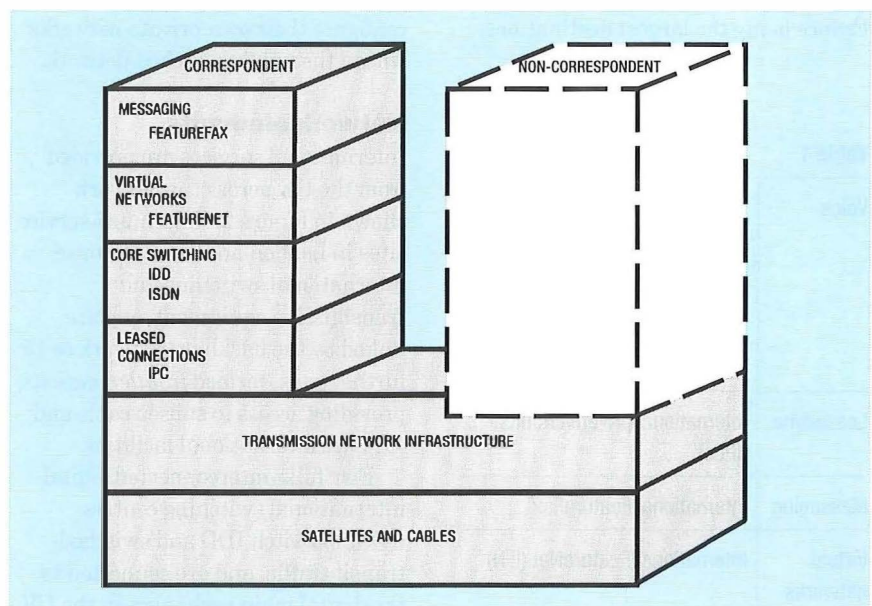 CORRESPONDENT
NON-CORRESPONDENT
MESSAGING
FEATUREFAX
VIRTUAL
NETWORKS
FEATURENET
CORE SWITCHING
IDD
ISDN
LEASED
CONNECTIONS
IPC
TRANSMISSION NETWORK INFRASTRUCTURE
SATELLITES AND CABLES